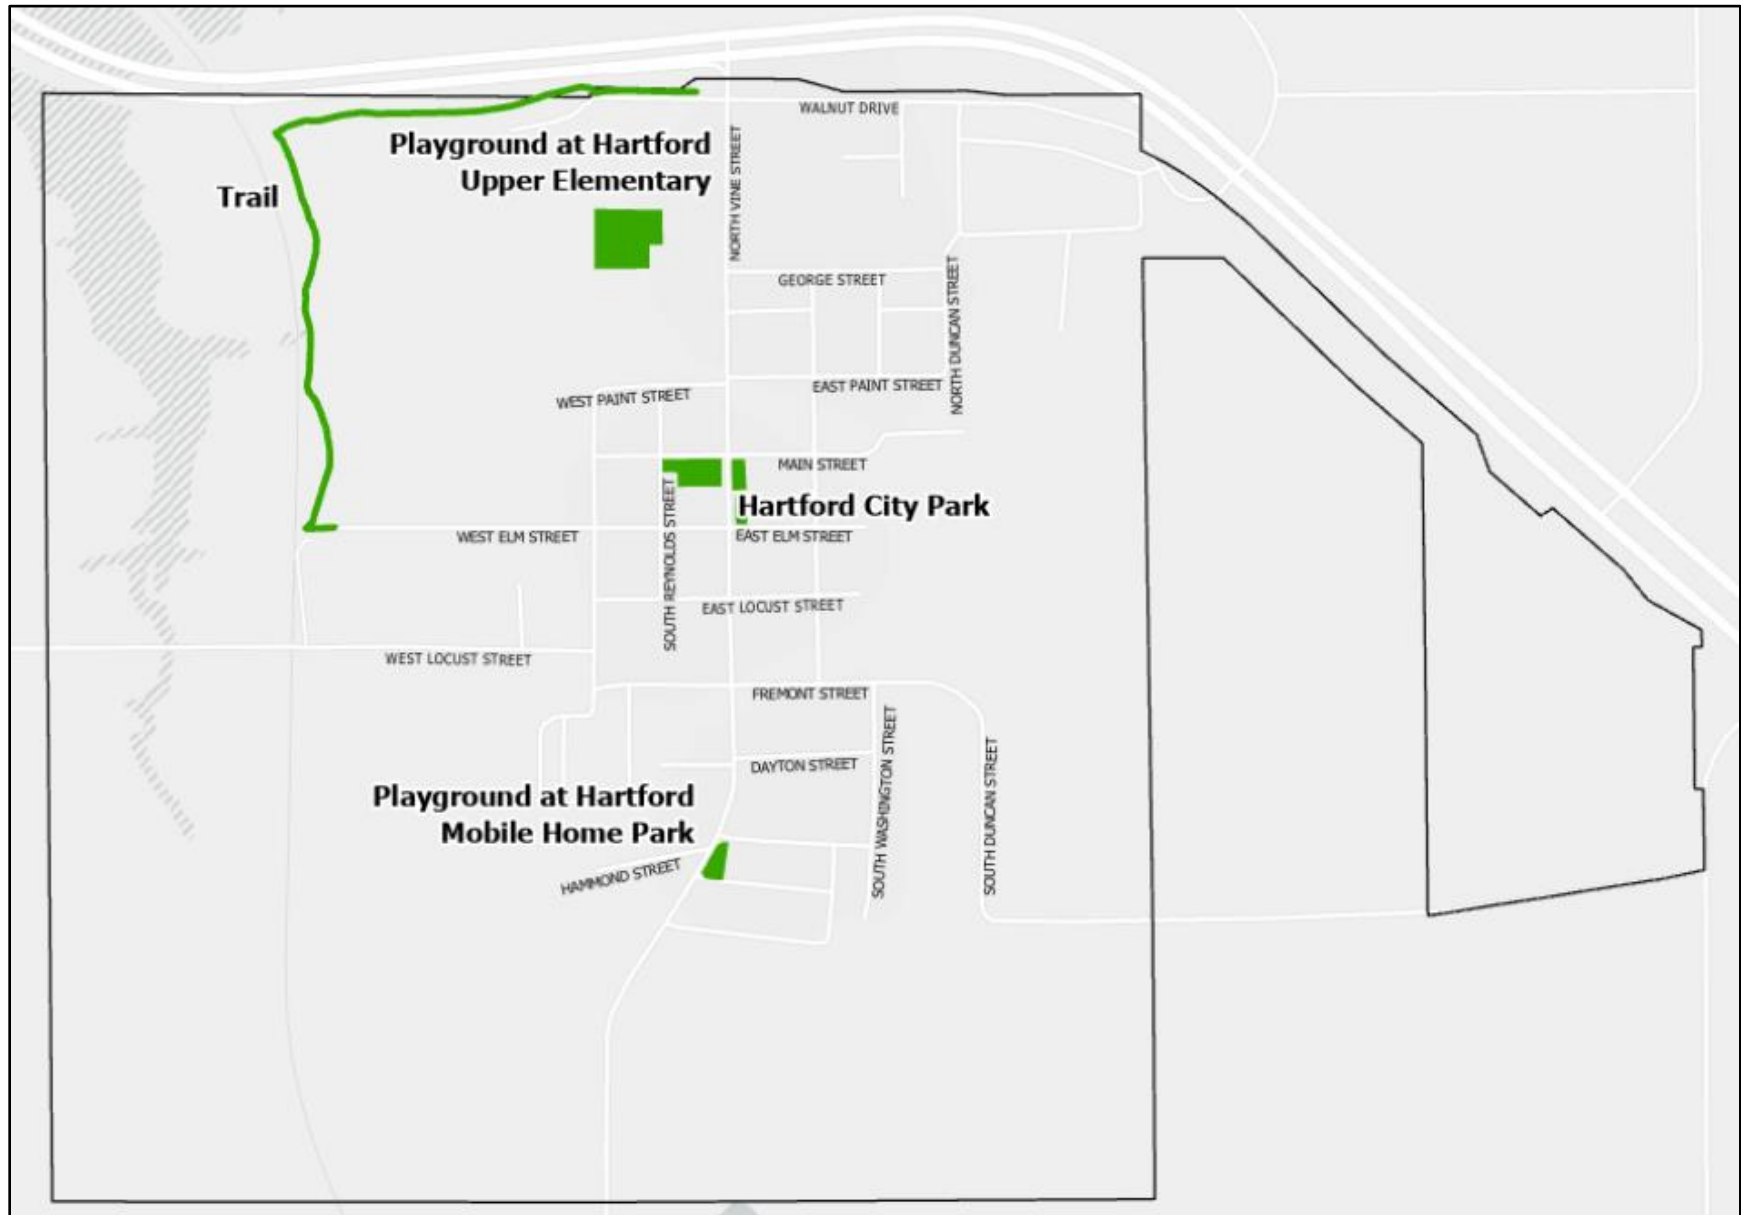 WALNUT DRIVE
Playground at Hartford
Upper Elementary
Trail
NORTH VINE STREET
GEORGE STREET
NORTH DUNCAN STREET
WEST PAINT STREET
EAST PAINT STREET
MAIN STREET
Hartford City Park
WEST ELM STREET
SOUTH REYNOLDS STREET
EAST ELM STREET
EAST LOCUST STREET
WEST LOCUST STREET
FREMONT STREET
DAYTON STREET
SOUTH WASHINGTON STREET
SOUTH DUNCAN STREET
Playground at Hartford
Mobile Home Park
HAMMOND STREET